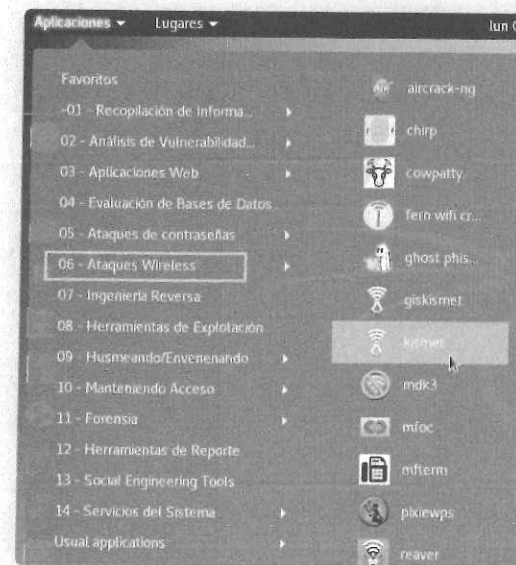 Aplicaciones
Lugares
lun
Favoritos
-01 - Recopilación de Informa...
02 - Análisis de Vulnerabilidad...
03 - Aplicaciones Web
04 - Evaluación de Bases de Datos
05 - Ataques de contraseñas
06 - Ataques Wireless
07 - Ingeniería Reversa
08 - Herramientas de Explotación
09 - Husmeando/Envenenando
10 - Manteniendo Acceso
11 - Forensia
12 - Herramientas de Reporte
13 - Social Engineering Tools
14 - Servicios del Sistema
Usual applications
aircrack-ng
chirp
cowpatty
fern wifi cr...
ghost phis...
giskismet
kismet
mdk3
mfoc
mfterm
pixiewps
reaver